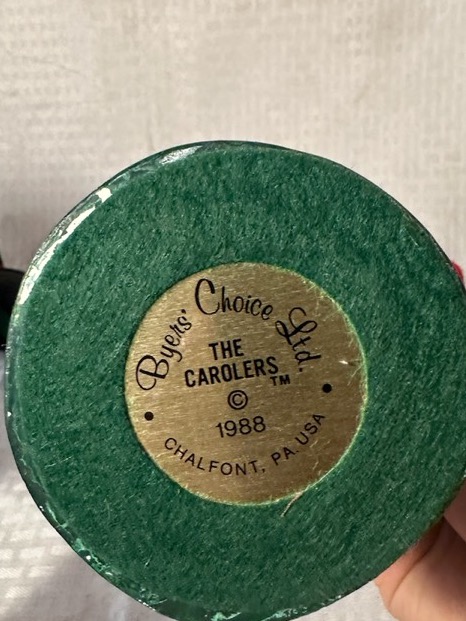 Byers' Choice Ltd.
THE
CAROLERS™
©
1988
CHALFONT, PA. USA